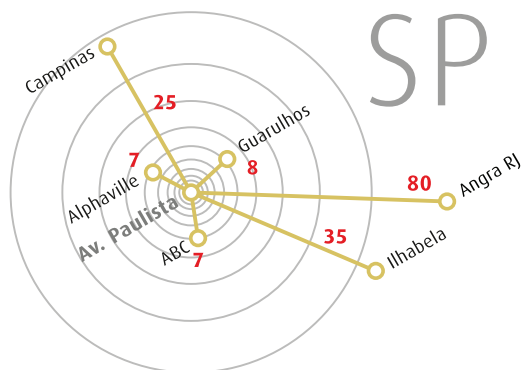 SP
Campinas
25
Guarulhos
7
8
Alphaville
80
Angra RJ
Av. Paulista
35
Ilhabela
ABC
7